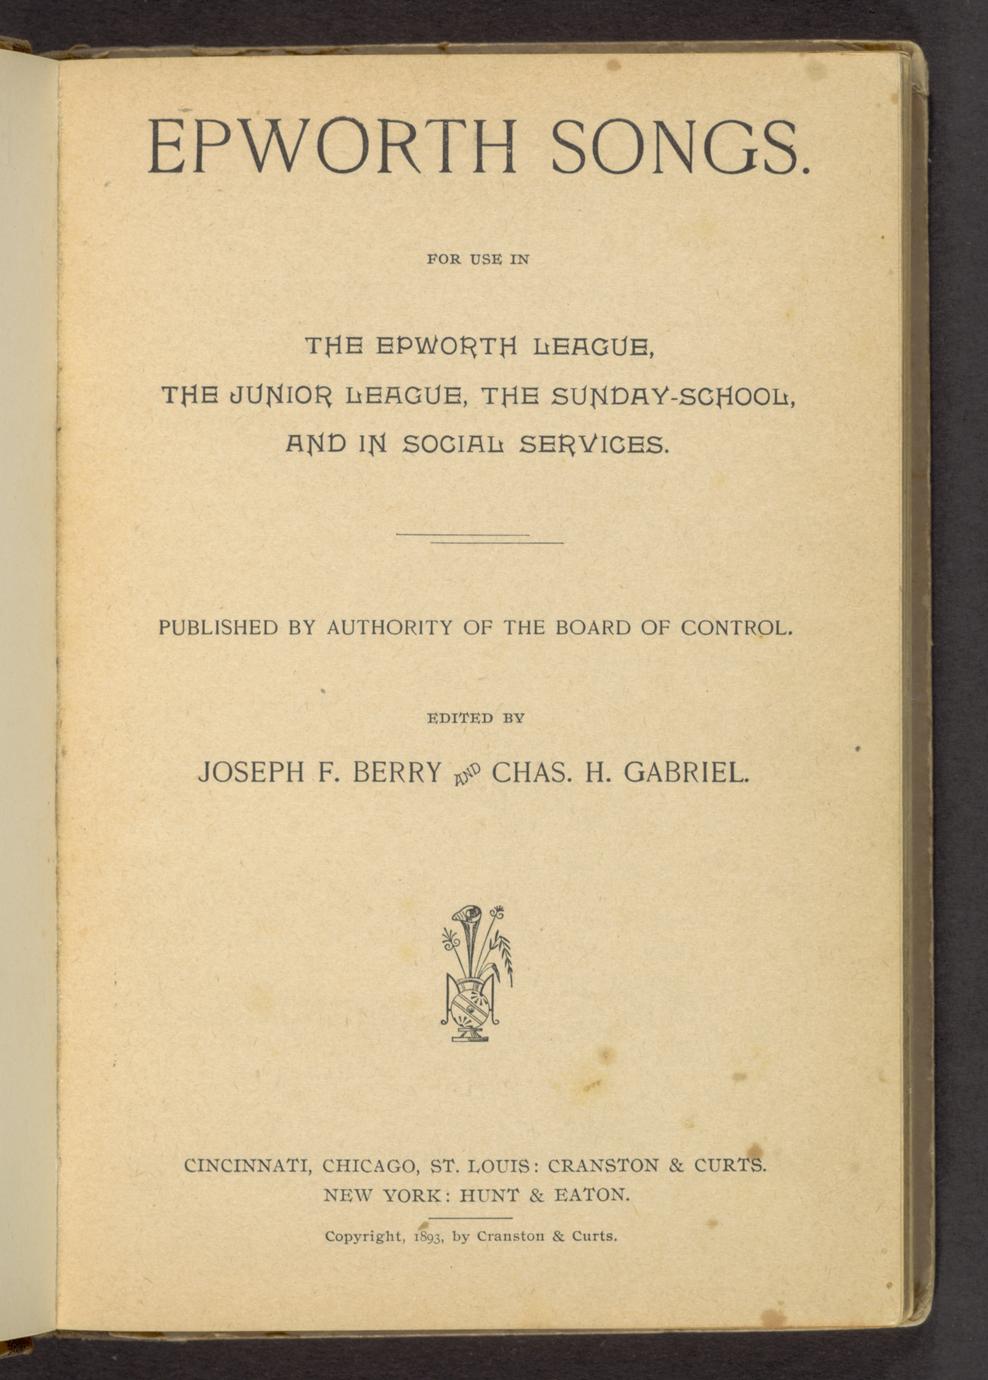 EPWORTH SONGS.
FOR USE IN
THE EPWORTH LEAGUE,
THE JUNIOR LEAGUE, THE SUNDAY-SCHOOL,
AND IN SOCIAL SERVICES.
PUBLISHED BY AUTHORITY OF THE BOARD OF CONTROL.
EDITED BY
JOSEPH F. BERRY AND CHAS. H. GABRIEL.
CINCINNATI, CHICAGO, ST. LOUIS: CRANSTON & CURTS.
NEW YORK: HUNT & EATON.
Copyright, 1893, by Cranston & Curts.